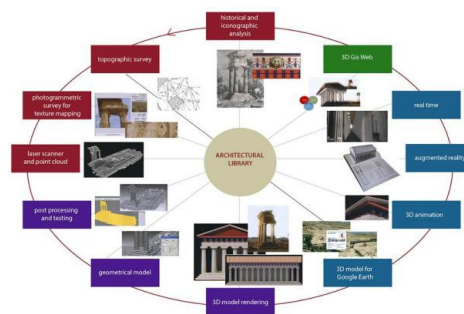 historical and iconographic
analysis
topographic survey
3D Gis Web
photogrammetric
survey for
texture mapping
real time
laser scanner
and point cloud
ARCHITECTURAL
LIBRARY
augmented reality
post processing
and testing
3D animation
geometrical model
3D model for
Google Earth
3D model rendering